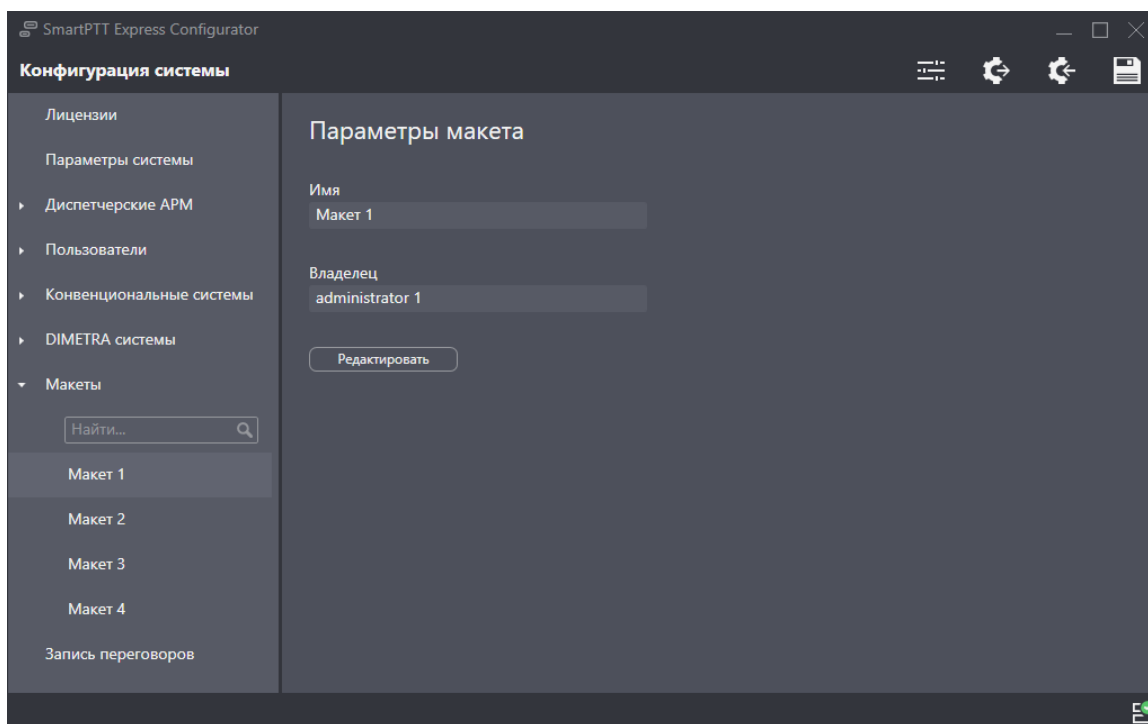 SmartPTT Express Configurator
Конфигурация системы
Лицензии
Параметры системы
Диспетчерские АРМ
Пользователи
Конвенциональные системы
DIMETRA системы
Макеты
Найти...
Макет 1
Макет 2
Макет 3
Макет 4
Запись переговоров
Параметры макета
Имя
Макет 1
Владелец
administrator 1
Редактировать